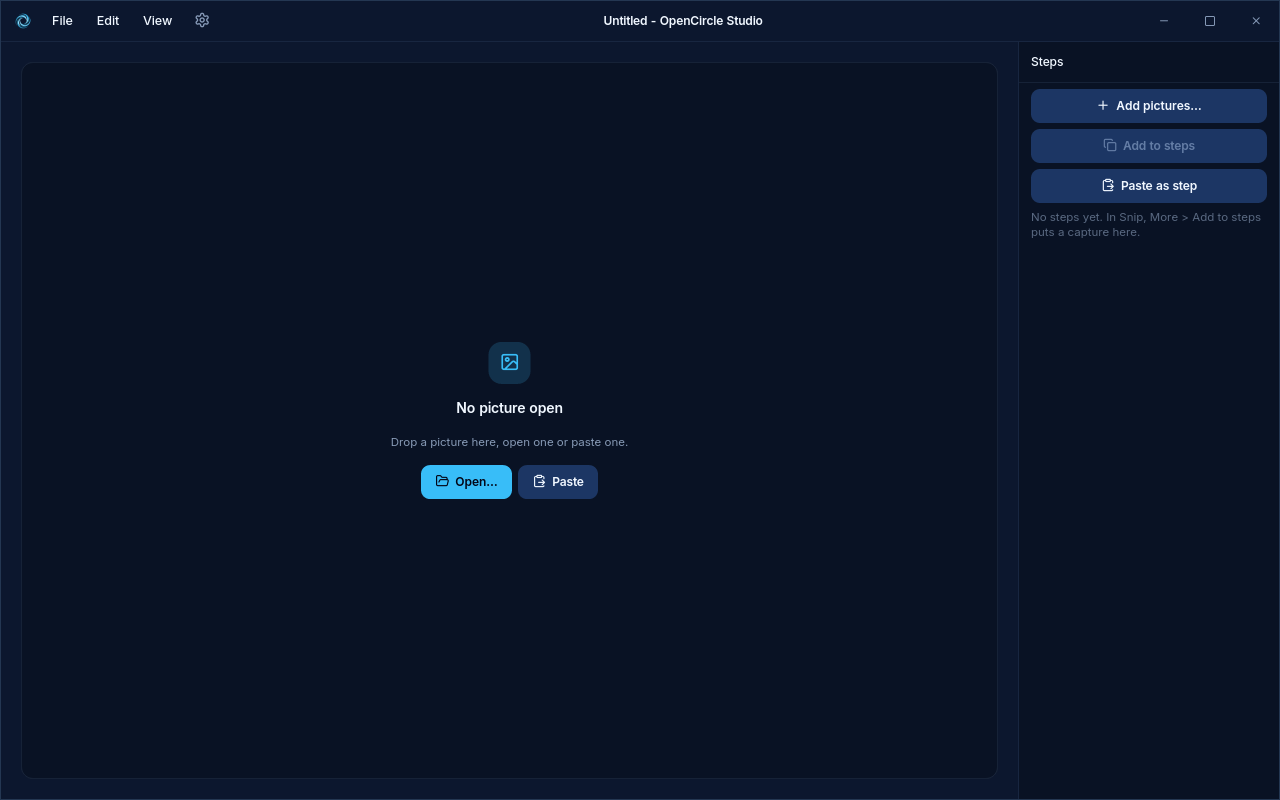 File Edit View
Untitled - OpenCircle Studio
Steps
Add pictures...
Add to steps
Paste as step
No steps yet. In Snip, More > Add to steps
puts a capture here.
No picture open
Drop a picture here, open one or paste one.
Open... Paste